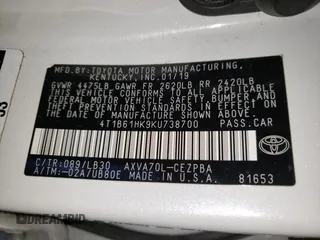 MFD.BY:TOYOTA MOTOR MANUFACTURING,
KENTUCKY, INC. 01/19
GVWR 4475LB GAWR FR 2620LB RR 2420LB
THIS VEHICLE CONFORMS TO ALL APPLICABLE
FEDERAL MOTOR VEHICLE SAFETY, BUMPER, AND
THEFT PREVENTION STANDARDS IN EFFECT ON
THE DATE OF MANUFACTURE SHOWN ABOVE.
4T1B61HK9KU738700 PASS.CAR
C/TR:089/LB30 AXVA70L-CEZPBA
A/TM:-02A/UB80E MADE IN U.S.A. 81653
TOYOTA
© DRIVEAMID